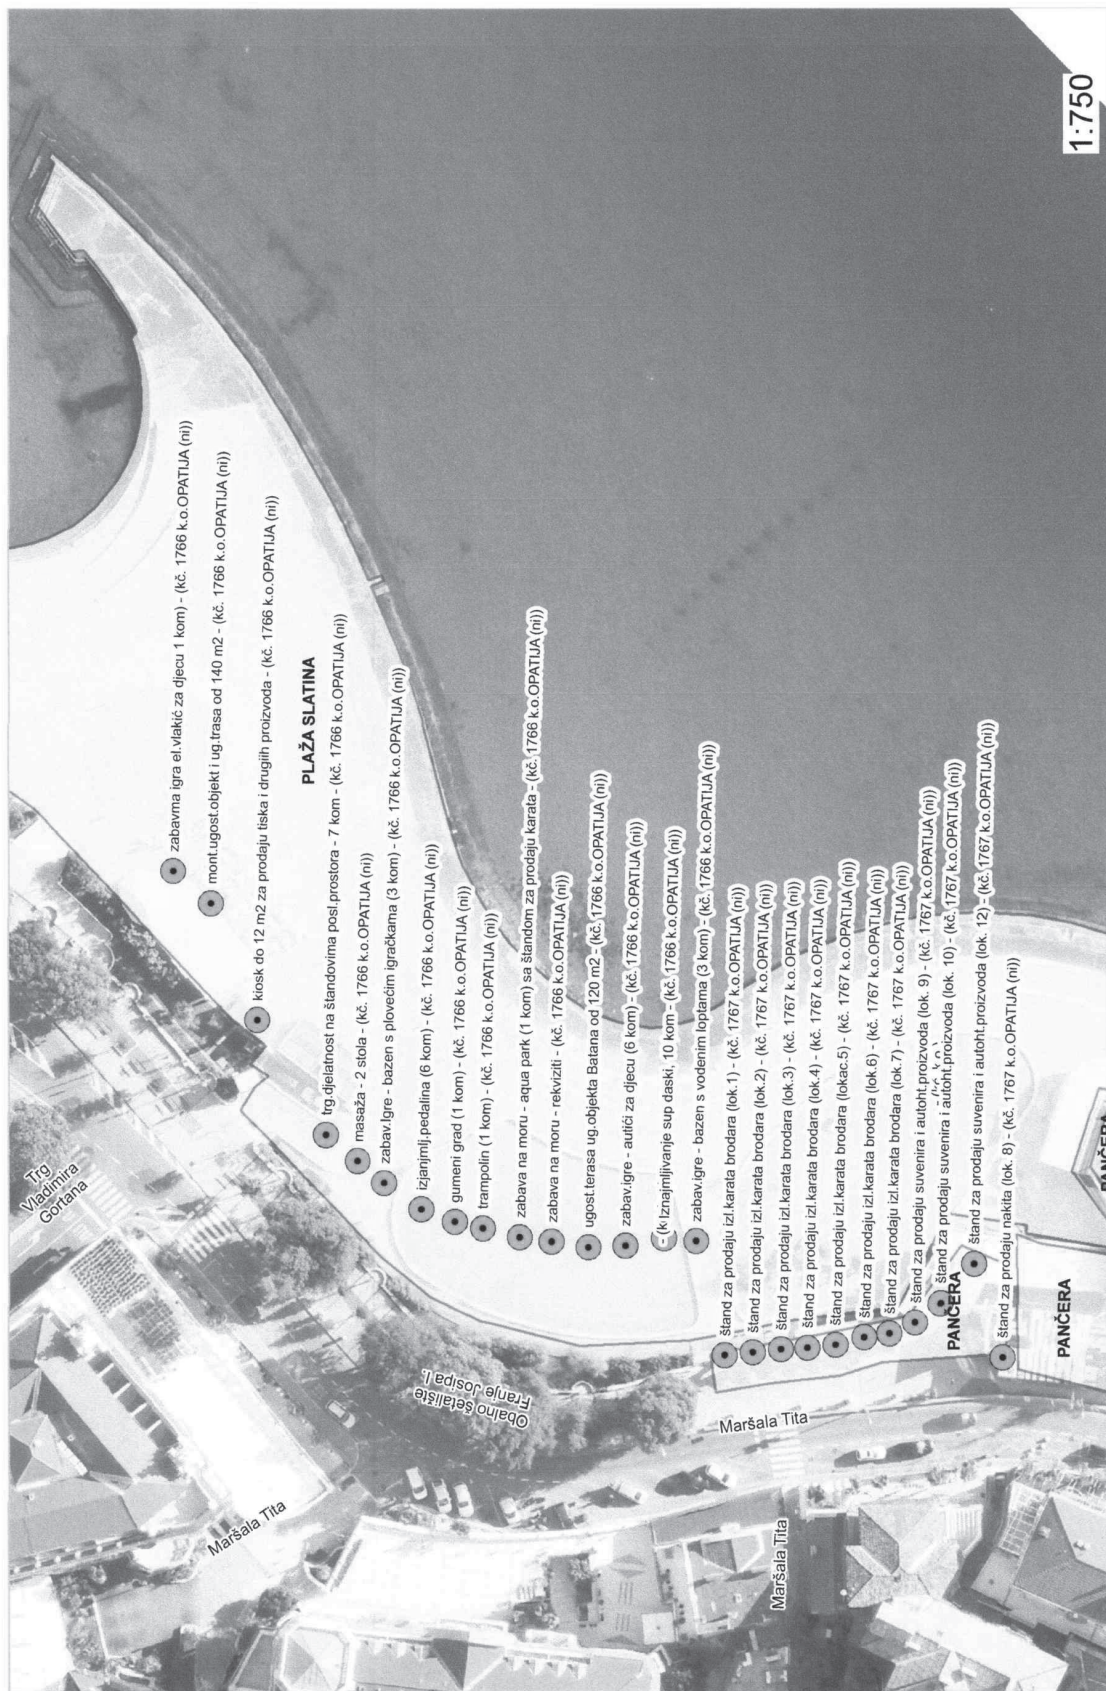 zabavma igra el.vlakić za djecu 1 kom) - (kč. 1766 k.o.OPATIJA (ni))
mont.ugost.objekt i ug.trasa od 140 m2 - (kč. 1766 k.o.OPATIJA (ni))
kiosk do 12 m2 za prodaju tiska i drugih proizvoda - (kč. 1766 k.o.OPATIJA (ni))
PLAŽA SLATINA
trg.djelatnost na štandovima posl.prostora - 7 kom - (kč. 1766 k.o.OPATIJA (ni))
masaža - 2 stola - (kč. 1766 k.o.OPATIJA (ni))
zabav.Igre - bazen s plovećim igračkama (3 kom) - (kč. 1766 k.o.OPATIJA (ni))
izjanjmlj.pedalina (6 kom) - (kč. 1766 k.o.OPATIJA (ni))
gumeni grad (1 kom) - (kč. 1766 k.o.OPATIJA (ni))
trampolin (1 kom) - (kč. 1766 k.o.OPATIJA (ni))
zabava na moru - aqua park (1 kom) sa štandom za prodaju karata - (kč. 1766 k.o.OPATIJA (ni))
zabava na moru - rekviziti - (kč. 1766 k.o.OPATIJA (ni))
ugost.terasa ug.objekta Batana od 120 m2 - (kč. 1766 k.o.OPATIJA (ni))
zabav.igre - autići za djecu (6 kom) - (kč. 1766 k.o.OPATIJA (ni))
- (k Iznajmljivanje sup daski, 10 kom - (kč. 1766 k.o.OPATIJA (ni))
zabav.igre - bazen s vodenim loptama (3 kom) - (kč. 1766 k.o.OPATIJA (ni))
štand za prodaju izl.karata brodara (lok.1) - (kč. 1767 k.o.OPATIJA (ni))
štand za prodaju izl.karata brodara (lok.2) - (kč. 1767 k.o.OPATIJA (ni))
štand za prodaju izl.karata brodara (lok.3) - (kč. 1767 k.o.OPATIJA (ni))
štand za prodaju izl.karata brodara (lok.4) - (kč. 1767 k.o.OPATIJA (ni))
štand za prodaju izl.karata brodara (lokac.5) - (kč. 1767 k.o.OPATIJA (ni))
štand za prodaju izl.karata brodara (lok.6) - (kč. 1767 k.o.OPATIJA (ni))
štand za prodaju izl.karata brodara (lok.7) - (kč. 1767 k.o.OPATIJA (ni))
štand za prodaju suvenira i autoht.proizvoda (lok. 9) - (kč. 1767 k.o.OPATIJA (ni))
štand za prodaju suvenira i autoht.proizvoda (lok. 10) - (kč. 1767 k.o.OPATIJA (ni))
PANČERA
štand za prodaju suvenira i autoht.proizvoda (lok. 12) - (kč. 1767 k.o.OPATIJA (ni))
štand za prodaju nakita (lok. 8) - (kč. 1767 k.o.OPATIJA (ni))
PANČERA
PANČERA
Trg
Vladimira
Gortana
Obalno šetalište
Franje Josipa I.
Maršala Tita
Maršala Tita
Maršala Tita
1:750